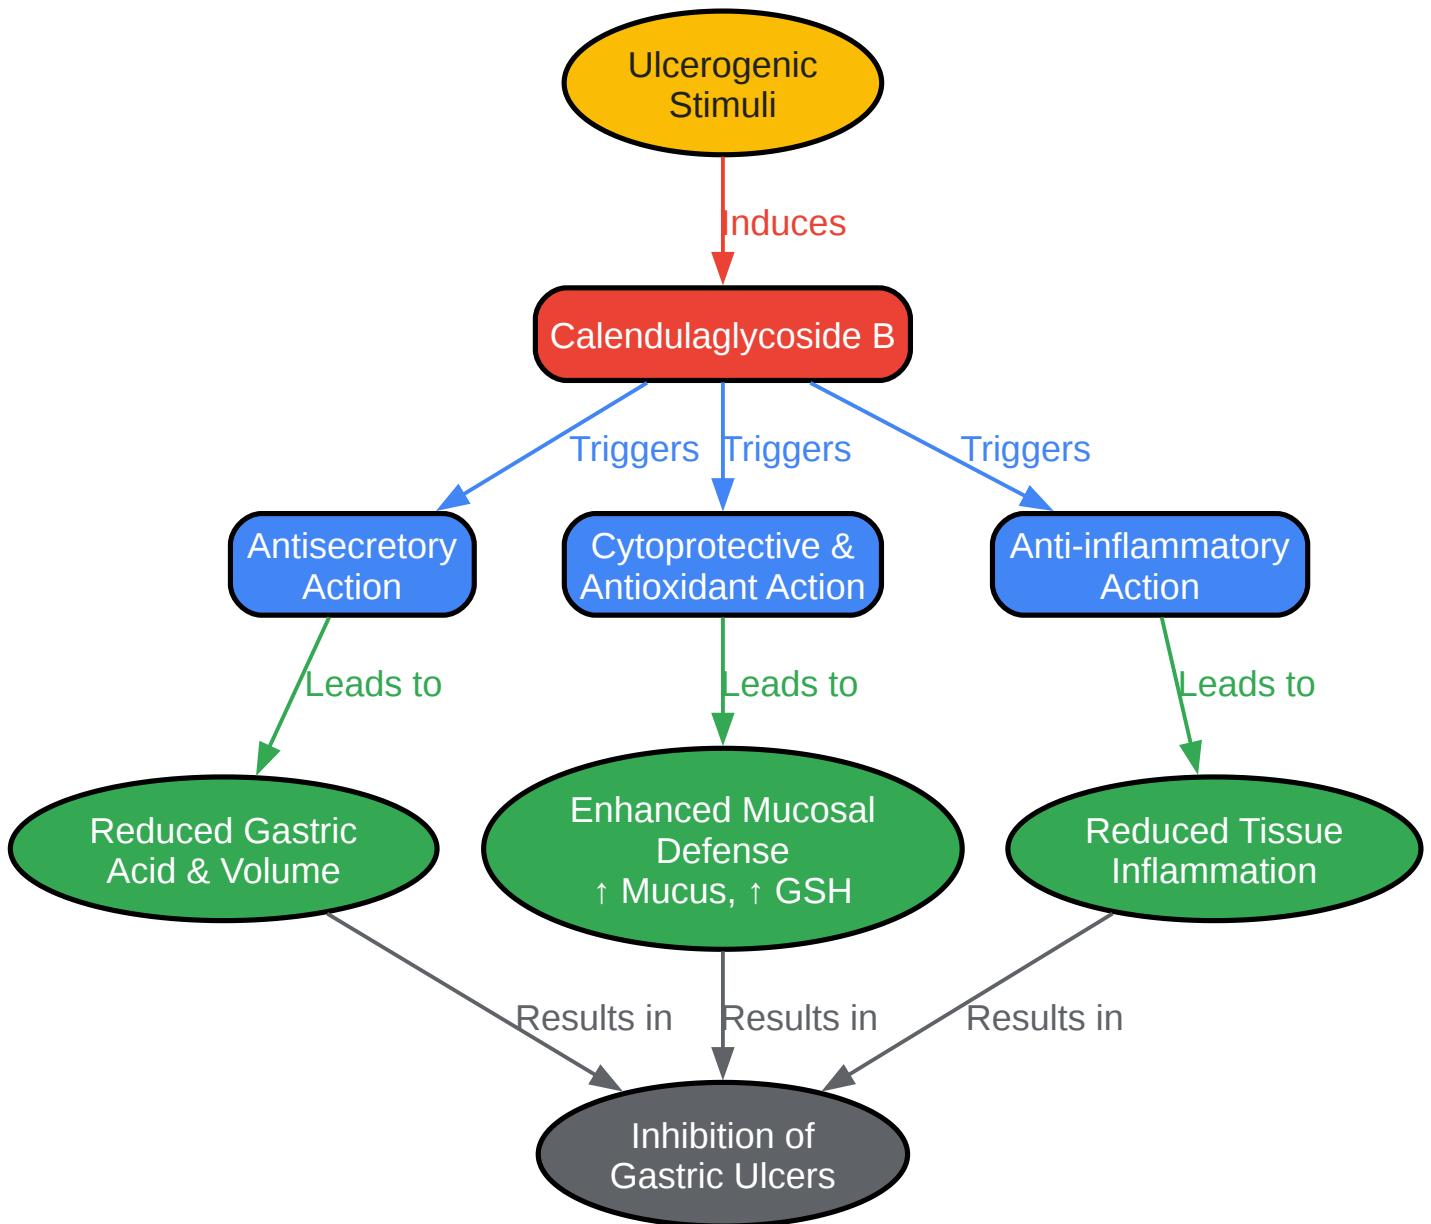 Ulcerogenic
Stimuli
Induces
Calendulaglycoside B
Triggers
Triggers
Triggers
Antisecretory
Action
Cytoprotective &
Antioxidant Action
Anti-inflammatory
Action
Leads to
Leads to
Leads to
Reduced Gastric
Acid & Volume
Enhanced Mucosal
Defense
↑ Mucus, ↑ GSH
Reduced Tissue
Inflammation
Results in
Results in
Results in
Inhibition of
Gastric Ulcers